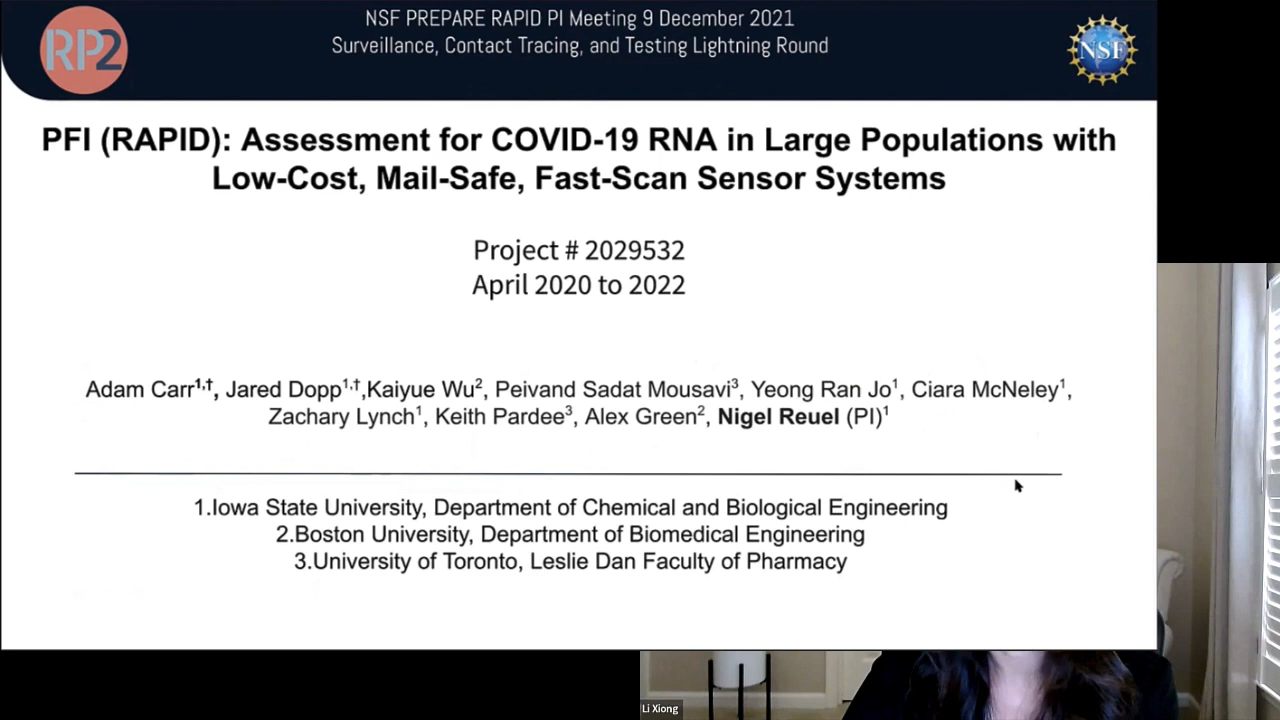 RP2
NSF PREPARE RAPID PI Meeting 9 December 2021
Surveillance, Contact Tracing, and Testing Lightning Round
NSF
PFI (RAPID): Assessment for COVID-19 RNA in Large Populations with
Low-Cost, Mail-Safe, Fast-Scan Sensor Systems
Project # 2029532
April 2020 to 2022
Adam Carr¹,†, Jared Dopp¹,†,Kaiyue Wu², Peivand Sadat Mousavi³, Yeong Ran Jo¹, Ciara McNeley¹,
Zachary Lynch¹, Keith Pardee³, Alex Green², Nigel Reuel (PI)¹
1.Iowa State University, Department of Chemical and Biological Engineering
2.Boston University, Department of Biomedical Engineering
3.University of Toronto, Leslie Dan Faculty of Pharmacy
Li Xiong